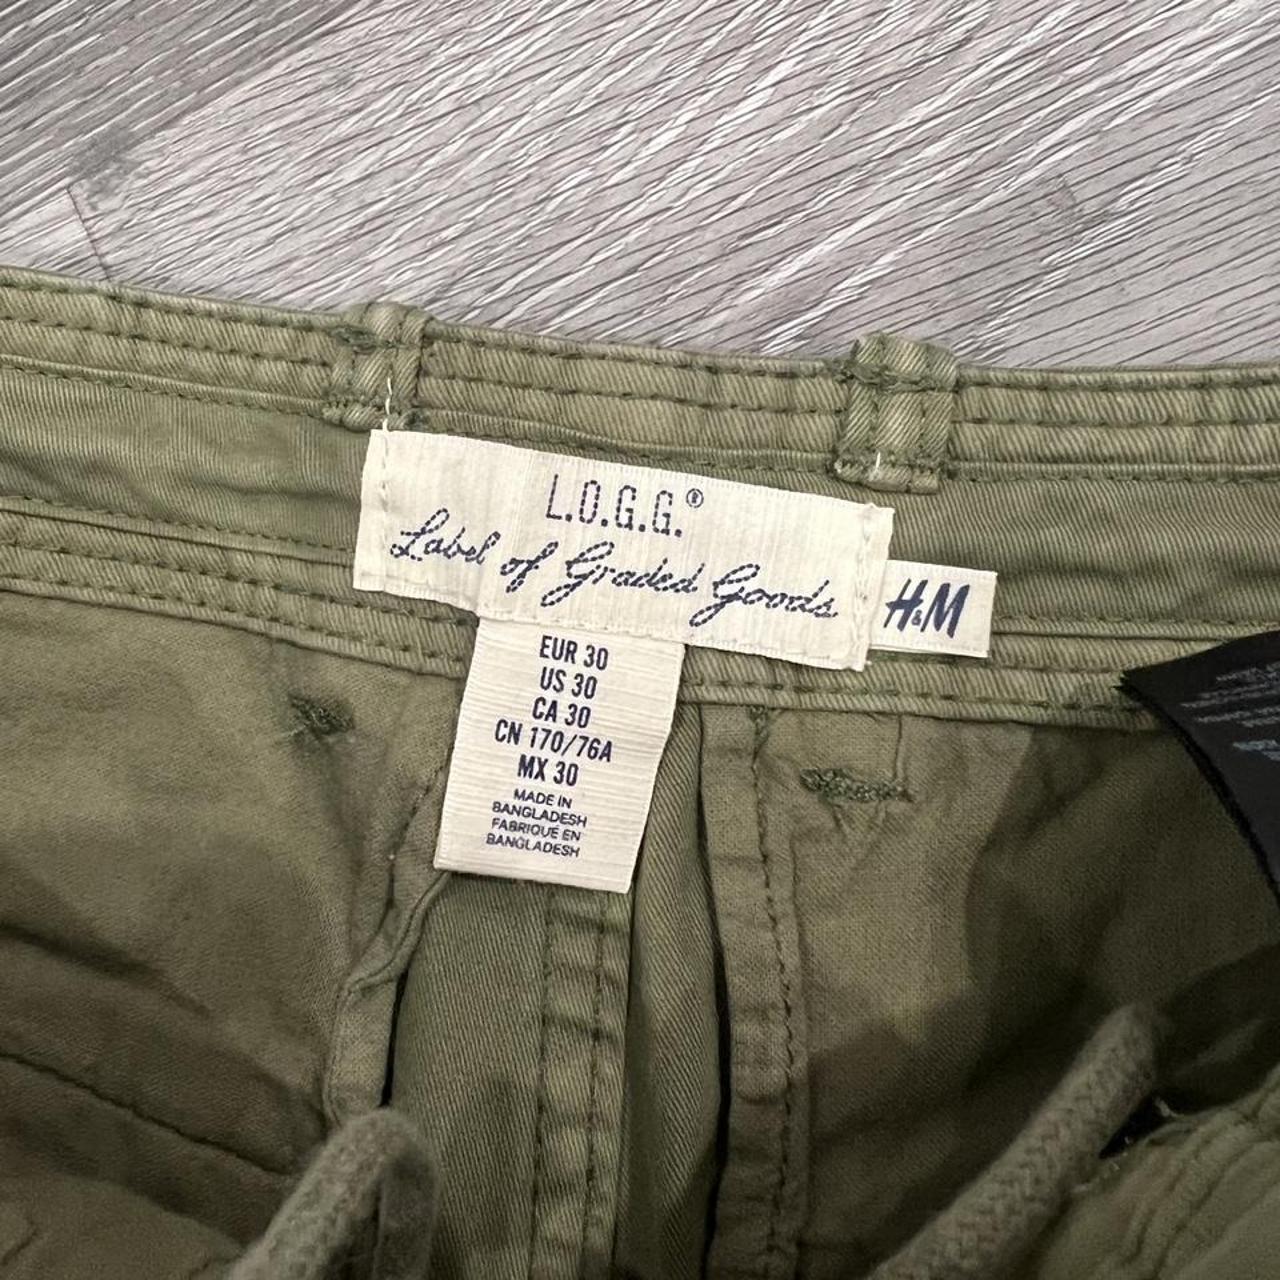 L.O.G.G.®
Label of Graded Goods
H&M
EUR 30
US 30
CA 30
CN 170/76A
MX 30
MADE IN
BANGLADESH
FABRIQUÉ EN
BANGLADESH